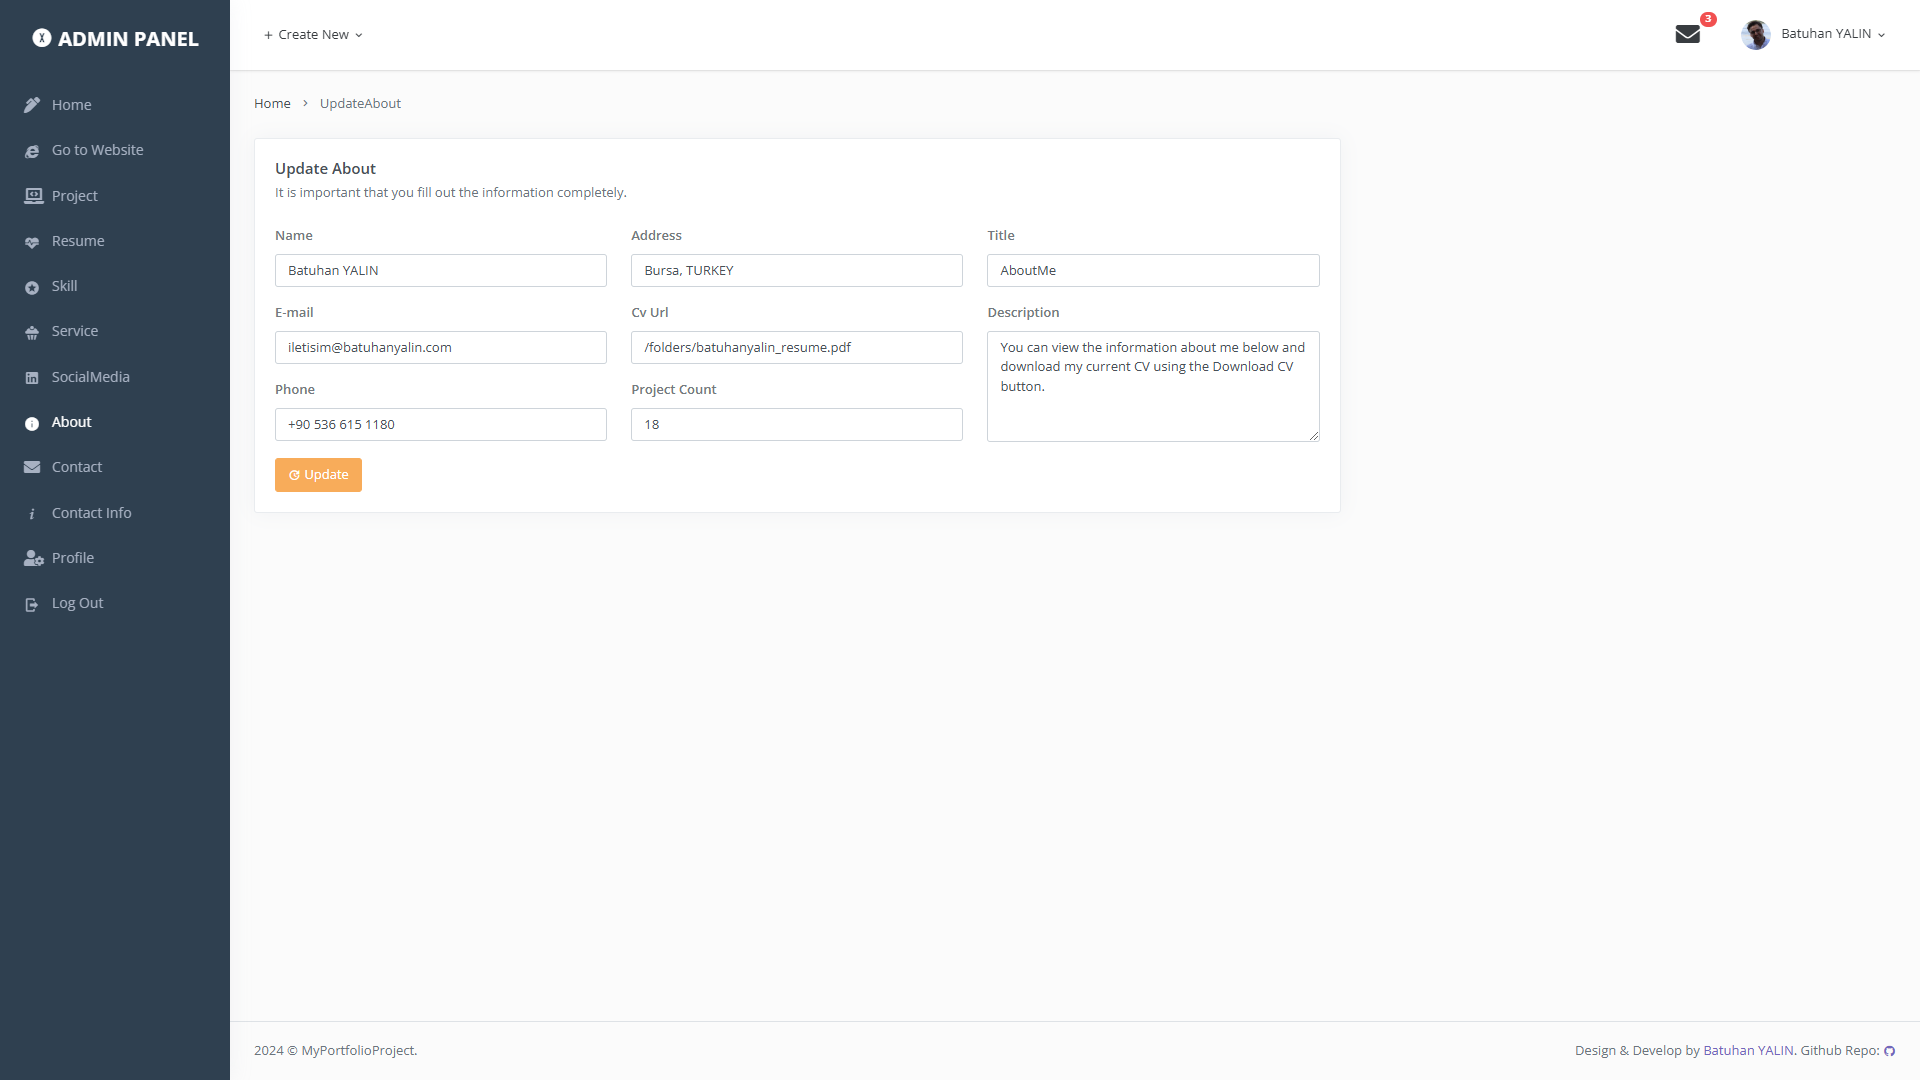 ADMIN PANEL
Home
Go to Website
Project
Resume
Skill
Service
SocialMedia
About
Contact
Contact Info
Profile
Log Out
+ Create New
3
Batuhan YALIN
Home > UpdateAbout
Update About
It is important that you fill out the information completely.
Name
Batuhan YALIN
Address
Bursa, TURKEY
Title
AboutMe
E-mail
iletisim@batuhanyalin.com
Cv Url
/folders/batuhanyalin_resume.pdf
Description
You can view the information about me below and
download my current CV using the Download CV
button.
Phone
+90 536 615 1180
Project Count
18
Update
2024 © MyPortfolioProject.
Design & Develop by Batuhan YALIN. Github Repo: